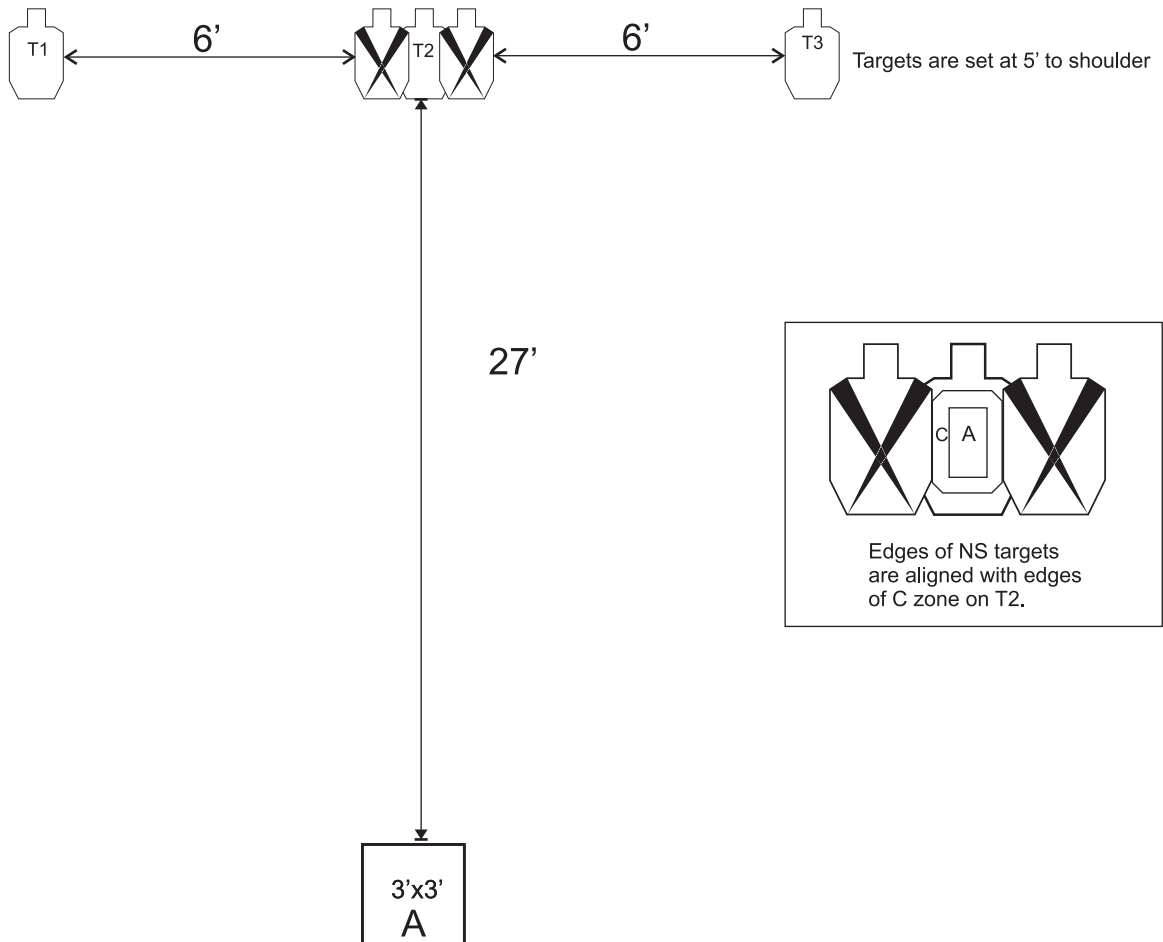 T1
6’
T2
6’
T3
Targets are set at 5’ to shoulder
27’
C
A
Edges of NS targets
are aligned with edges
of C zone on T2.
3’x3’
A